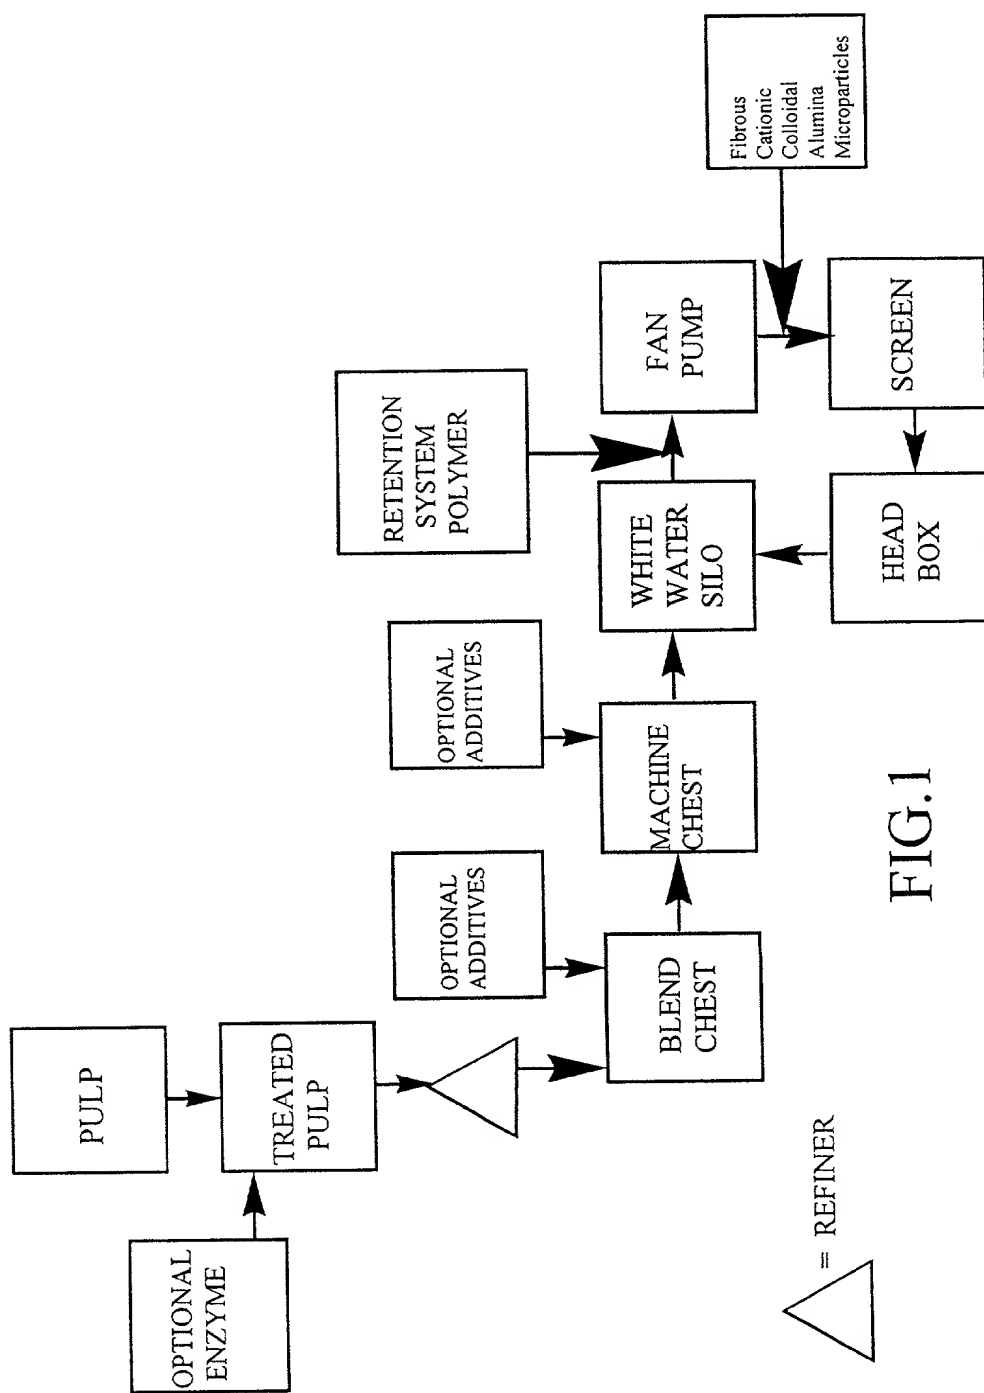 PULP
OPTIONAL
ENZYME
TREATED
PULP
OPTIONAL
ADDITIVES
OPTIONAL
ADDITIVES
RETENTION
SYSTEM
POLYMER
BLEND
CHEST
MACHINE
CHEST
WHITE
WATER
SILO
FAN
PUMP
Fibrous
Cationic
Colloidal
Alumina
Microparticles
HEAD
BOX
SCREEN
= REFINER
FIG.1